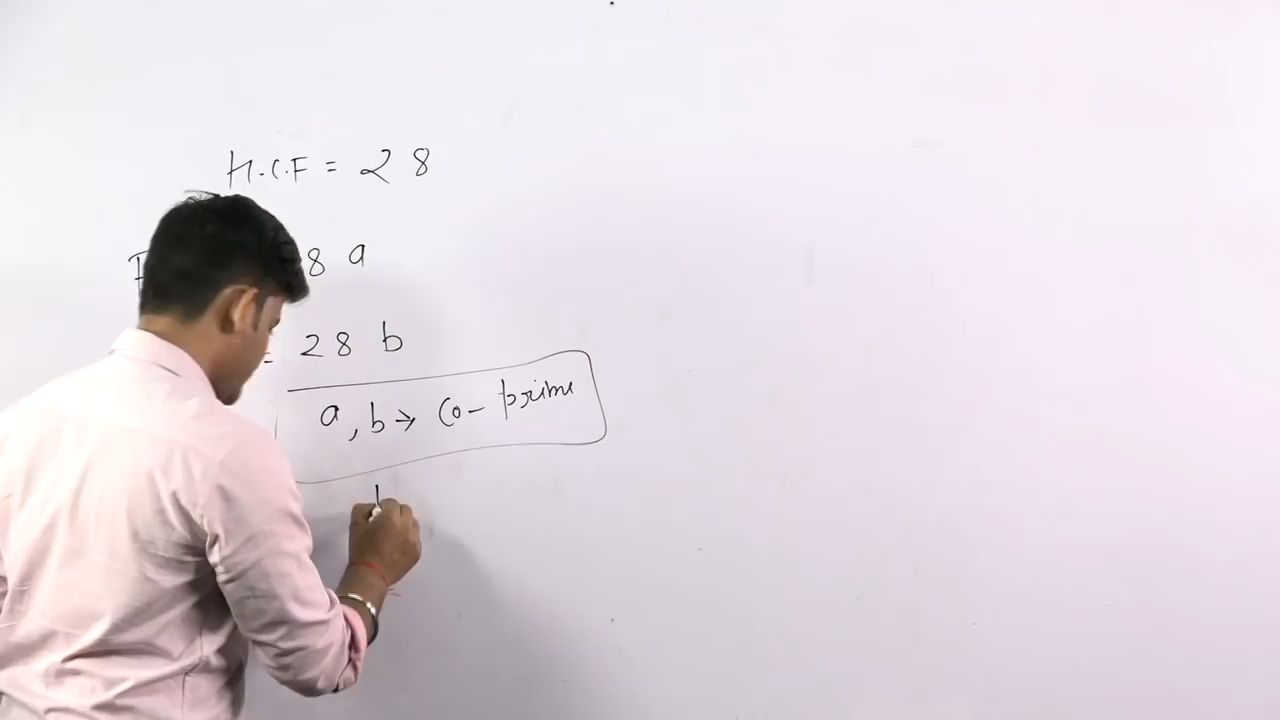 H.C.F = 28
8 a
= 28 b
a, b → Co-prime